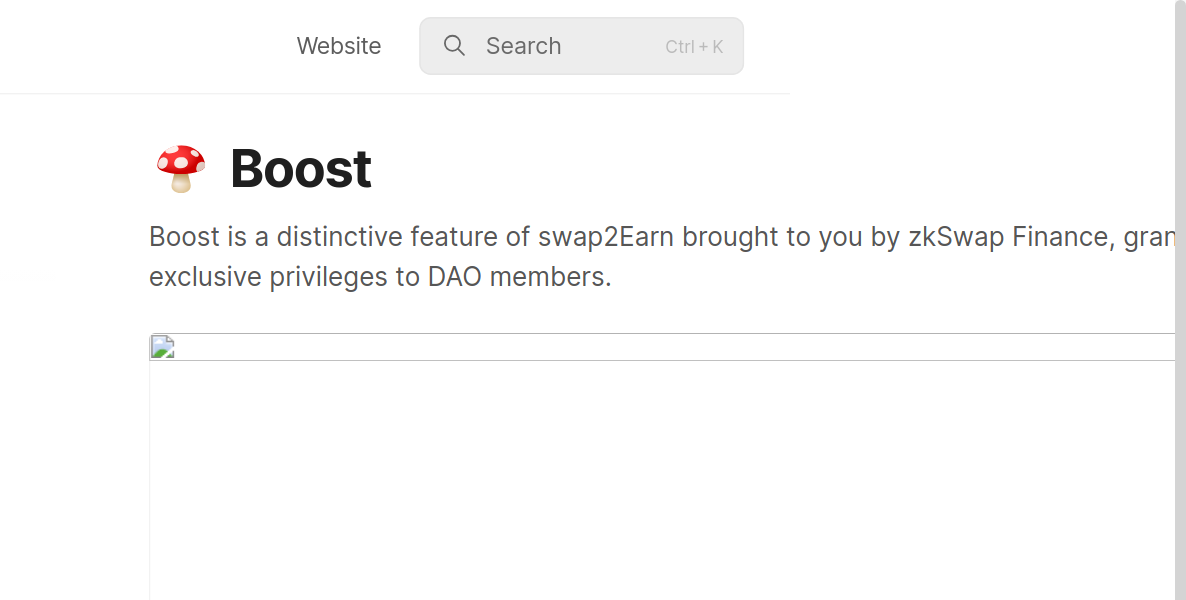 Website
Search
Ctrl + K
Boost
Boost is a distinctive feature of swap2Earn brought to you by zkSwap Finance, gran
exclusive privileges to DAO members.